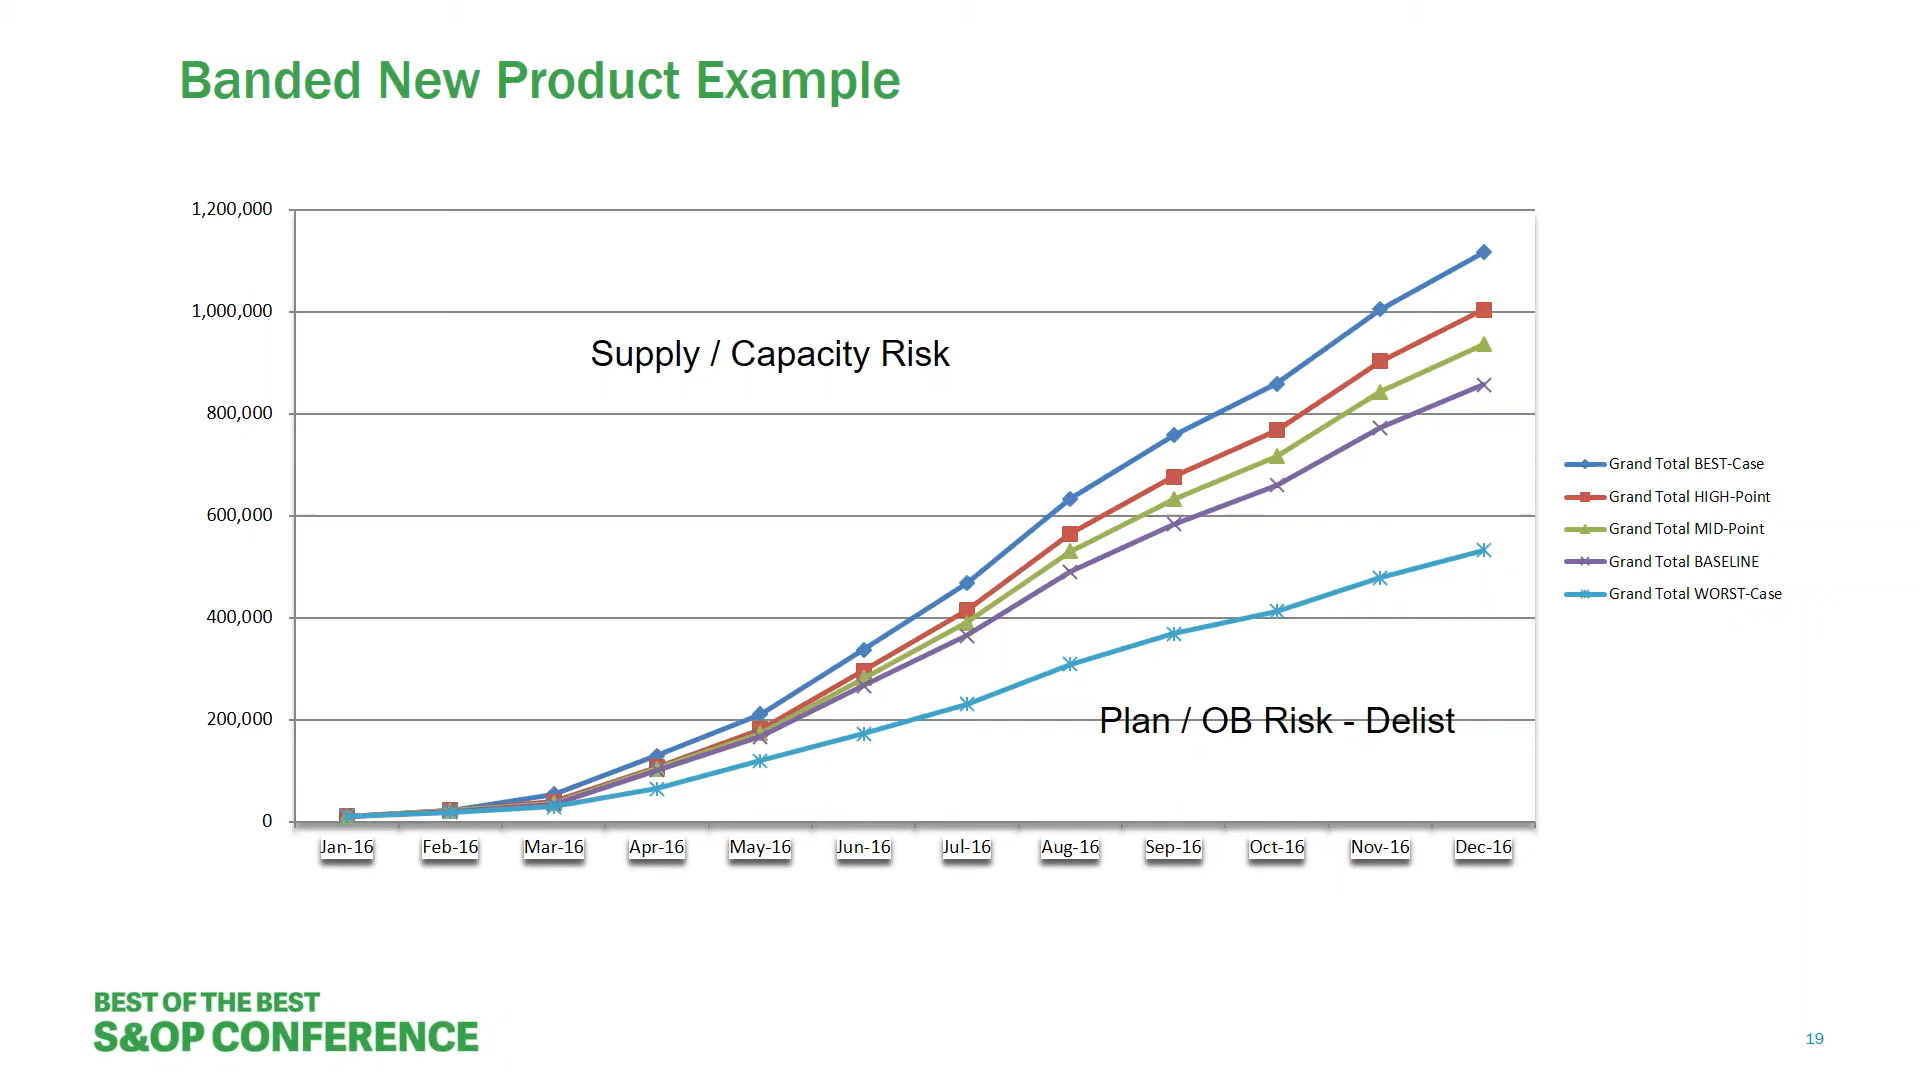 Banded New Product Example
1,200,000
1,000,000
800,000
600,000
400,000
200,000
0
Supply / Capacity Risk
Plan / OB Risk - Delist
Jan-16 Feb-16 Mar-16 Apr-16 May-16 Jun-16 Jul-16 Aug-16 Sep-16 Oct-16 Nov-16 Dec-16
Grand Total BEST-Case
Grand Total HIGH-Point
Grand Total MID-Point
Grand Total BASELINE
Grand Total WORST-Case
BEST OF THE BEST
S&OP CONFERENCE
19